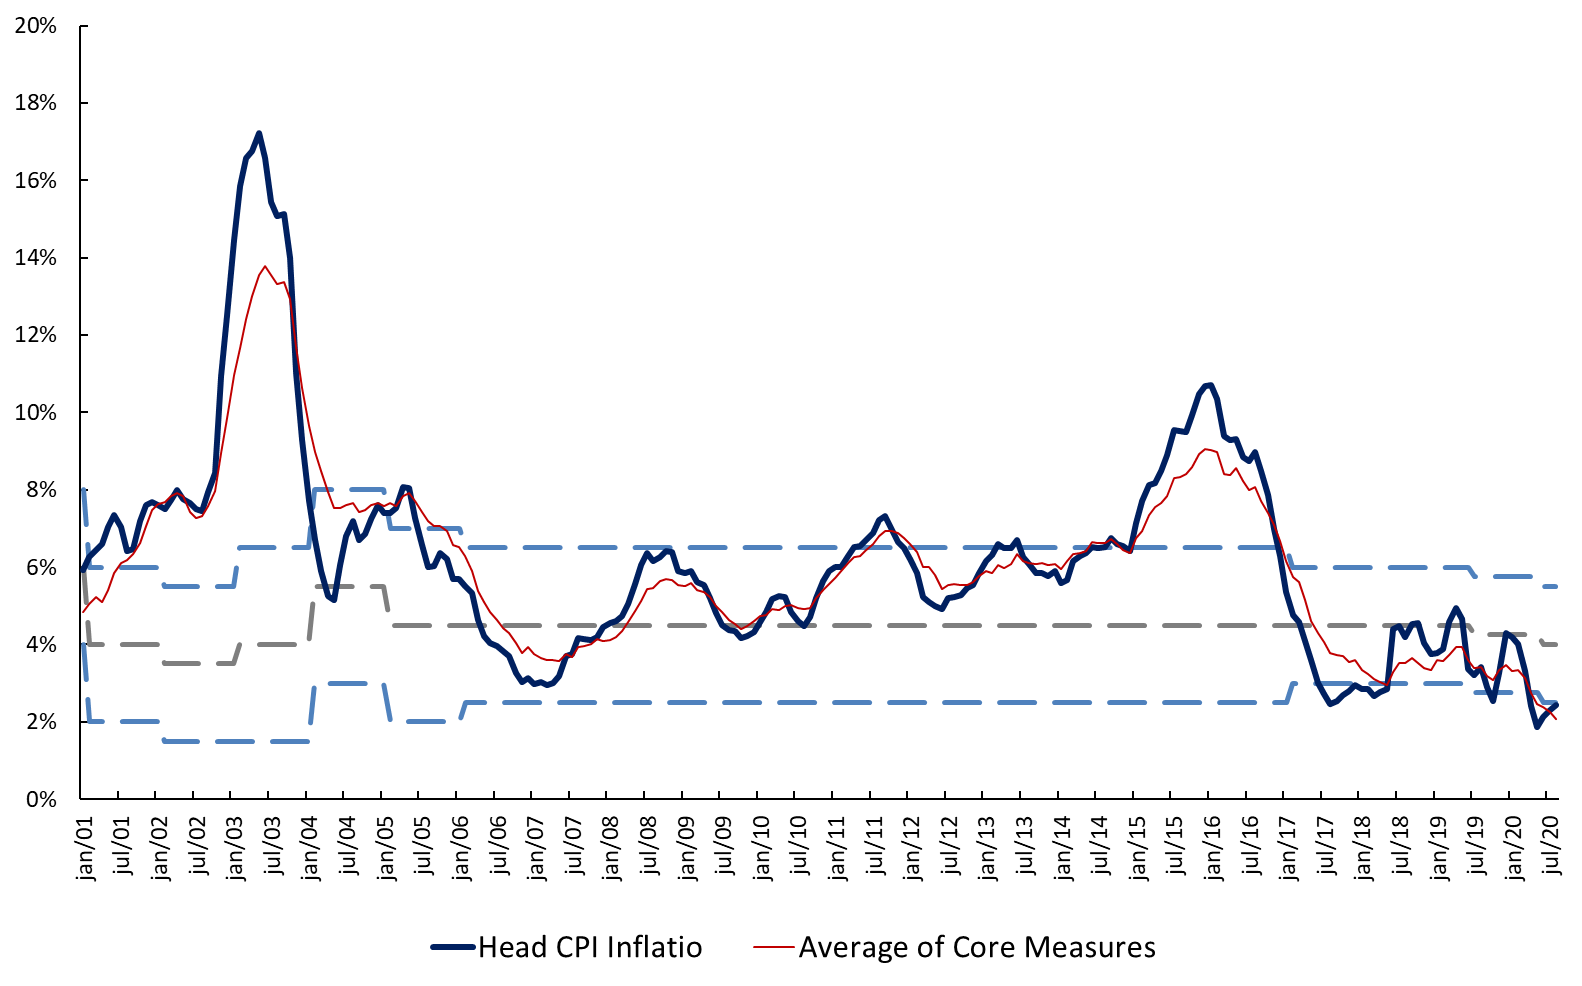 20%
18%
16%
14%
12%
10%
8%
6%
4%
2%
0%
jan/01
jul/01
jan/02
jul/02
jan/03
jul/03
jan/04
jul/04
jan/05
jul/05
jan/06
jul/06
jan/07
jul/07
jan/08
jul/08
jan/09
jul/09
jan/10
jul/10
jan/11
jul/11
jan/12
jul/12
jan/13
jul/13
jan/14
jul/14
jan/15
jul/15
jan/16
jul/16
jan/17
jul/17
jan/18
jul/18
jan/19
jul/19
jan/20
jul/20
Head CPI Inflatio
Average of Core Measures